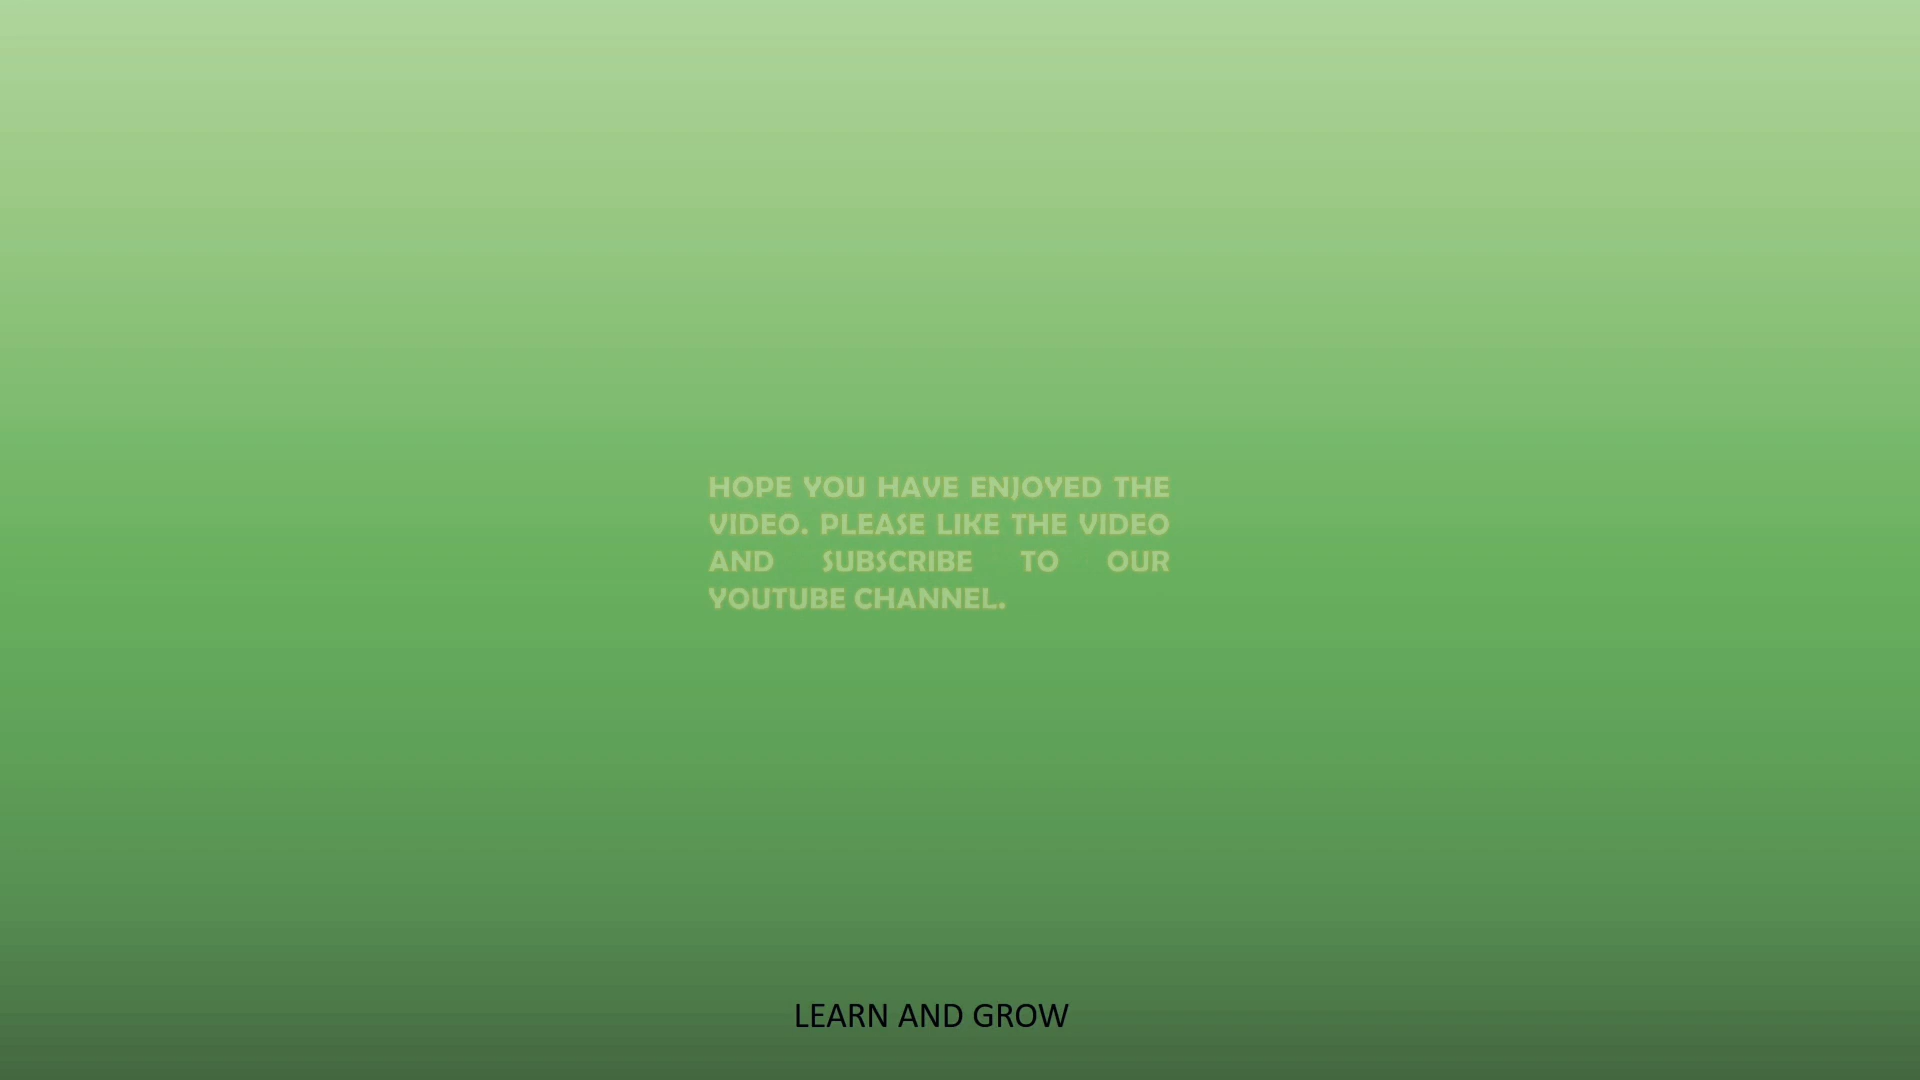 HOPE YOU HAVE ENJOYED THE
VIDEO. PLEASE LIKE THE VIDEO
AND SUBSCRIBE TO OUR
YOUTUBE CHANNEL.
LEARN AND GROW